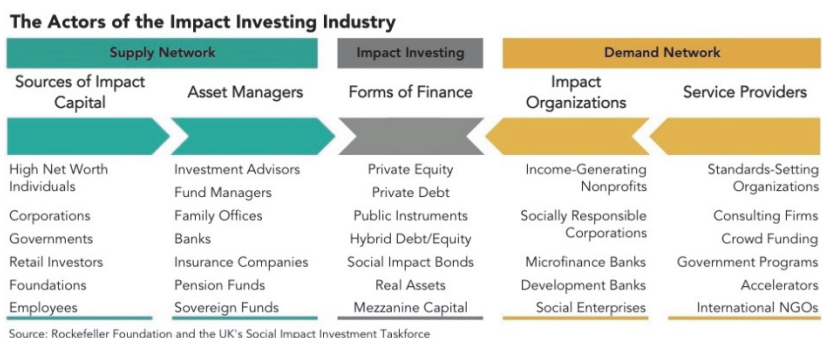 The Actors of the Impact Investing Industry
Supply Network
Impact Investing
Demand Network
Sources of Impact
Capital
Asset Managers
Forms of Finance
Impact
Organizations
Service Providers
High Net Worth
Individuals
Corporations
Governments
Retail Investors
Foundations
Employees
Investment Advisors
Fund Managers
Family Offices
Banks
Insurance Companies
Pension Funds
Sovereign Funds
Private Equity
Private Debt
Public Instruments
Hybrid Debt/Equity
Social Impact Bonds
Real Assets
Mezzanine Capital
Income-Generating
Nonprofits
Socially Responsible
Corporations
Microfinance Banks
Development Banks
Social Enterprises
Standards-Setting
Organizations
Consulting Firms
Crowd Funding
Government Programs
Accelerators
International NGOs
Source: Rockefeller Foundation and the UK's Social Impact Investment Taskforce